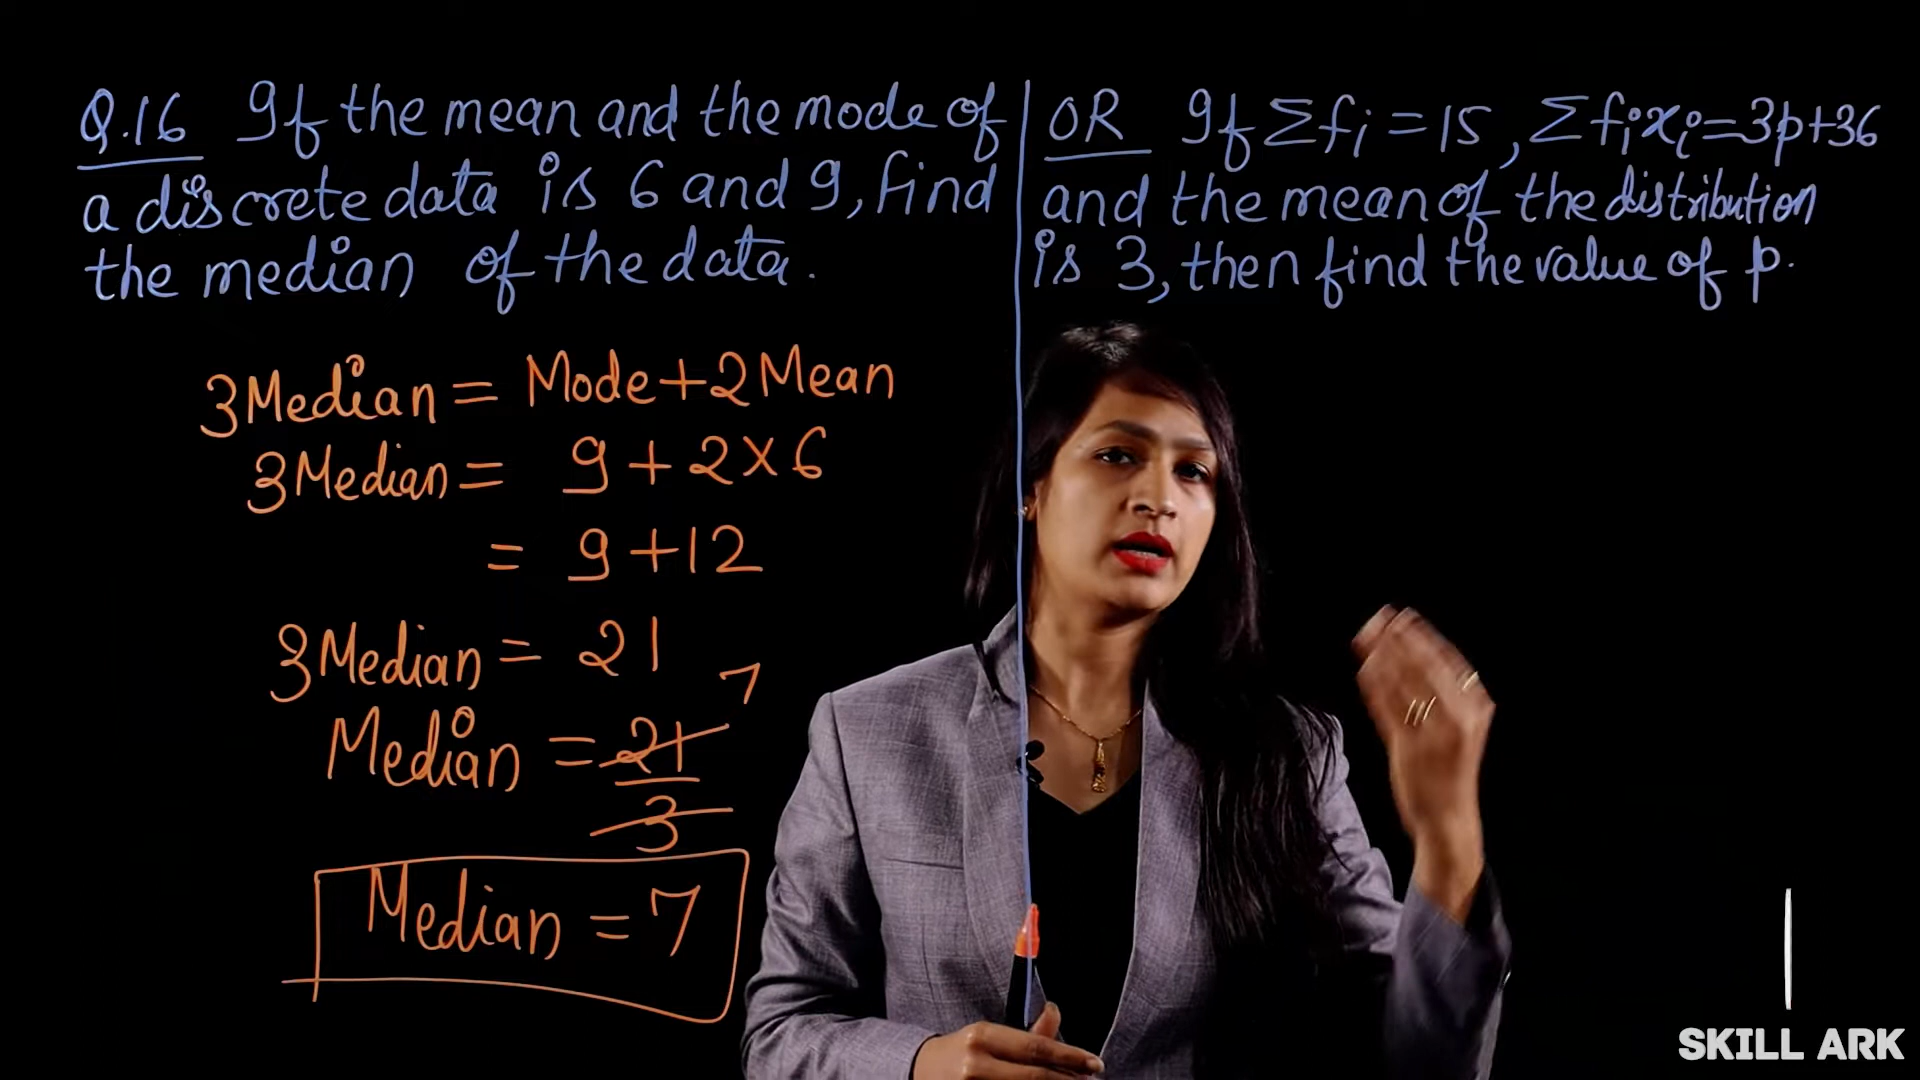 Q.16 If the mean and the mode of
a discrete data is 6 and 9, find
the median of the data.
3Median = Mode+2Mean
3Median = 9+2×6
= 9+12
3Median = 21
7
Median = 21
3
Median = 7
OR If Σfi = 15, Σfixi=3p+36
and the mean of the distribution
is 3, then find the value of p.
SKILL ARK